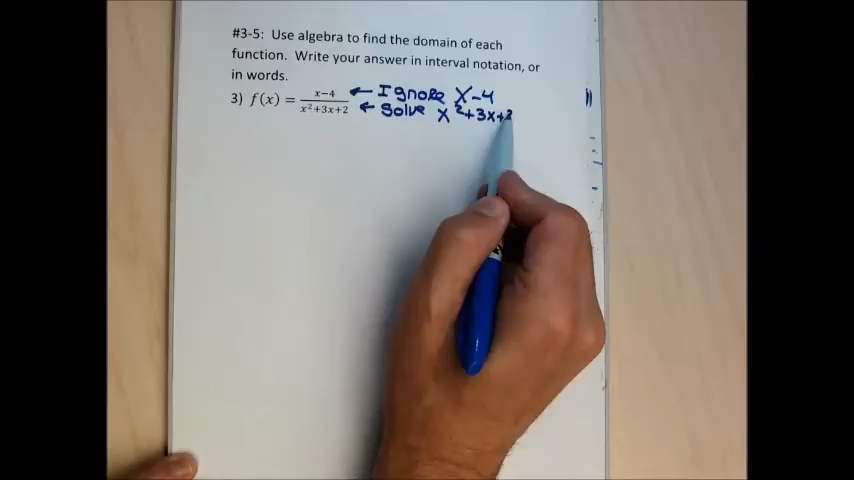 #3-5: Use algebra to find the domain of each
function. Write your answer in interval notation, or
in words.
3) f(x) = x−4 / x²+3x+2 ← Ignore x-4
← Solve x²+3x+2